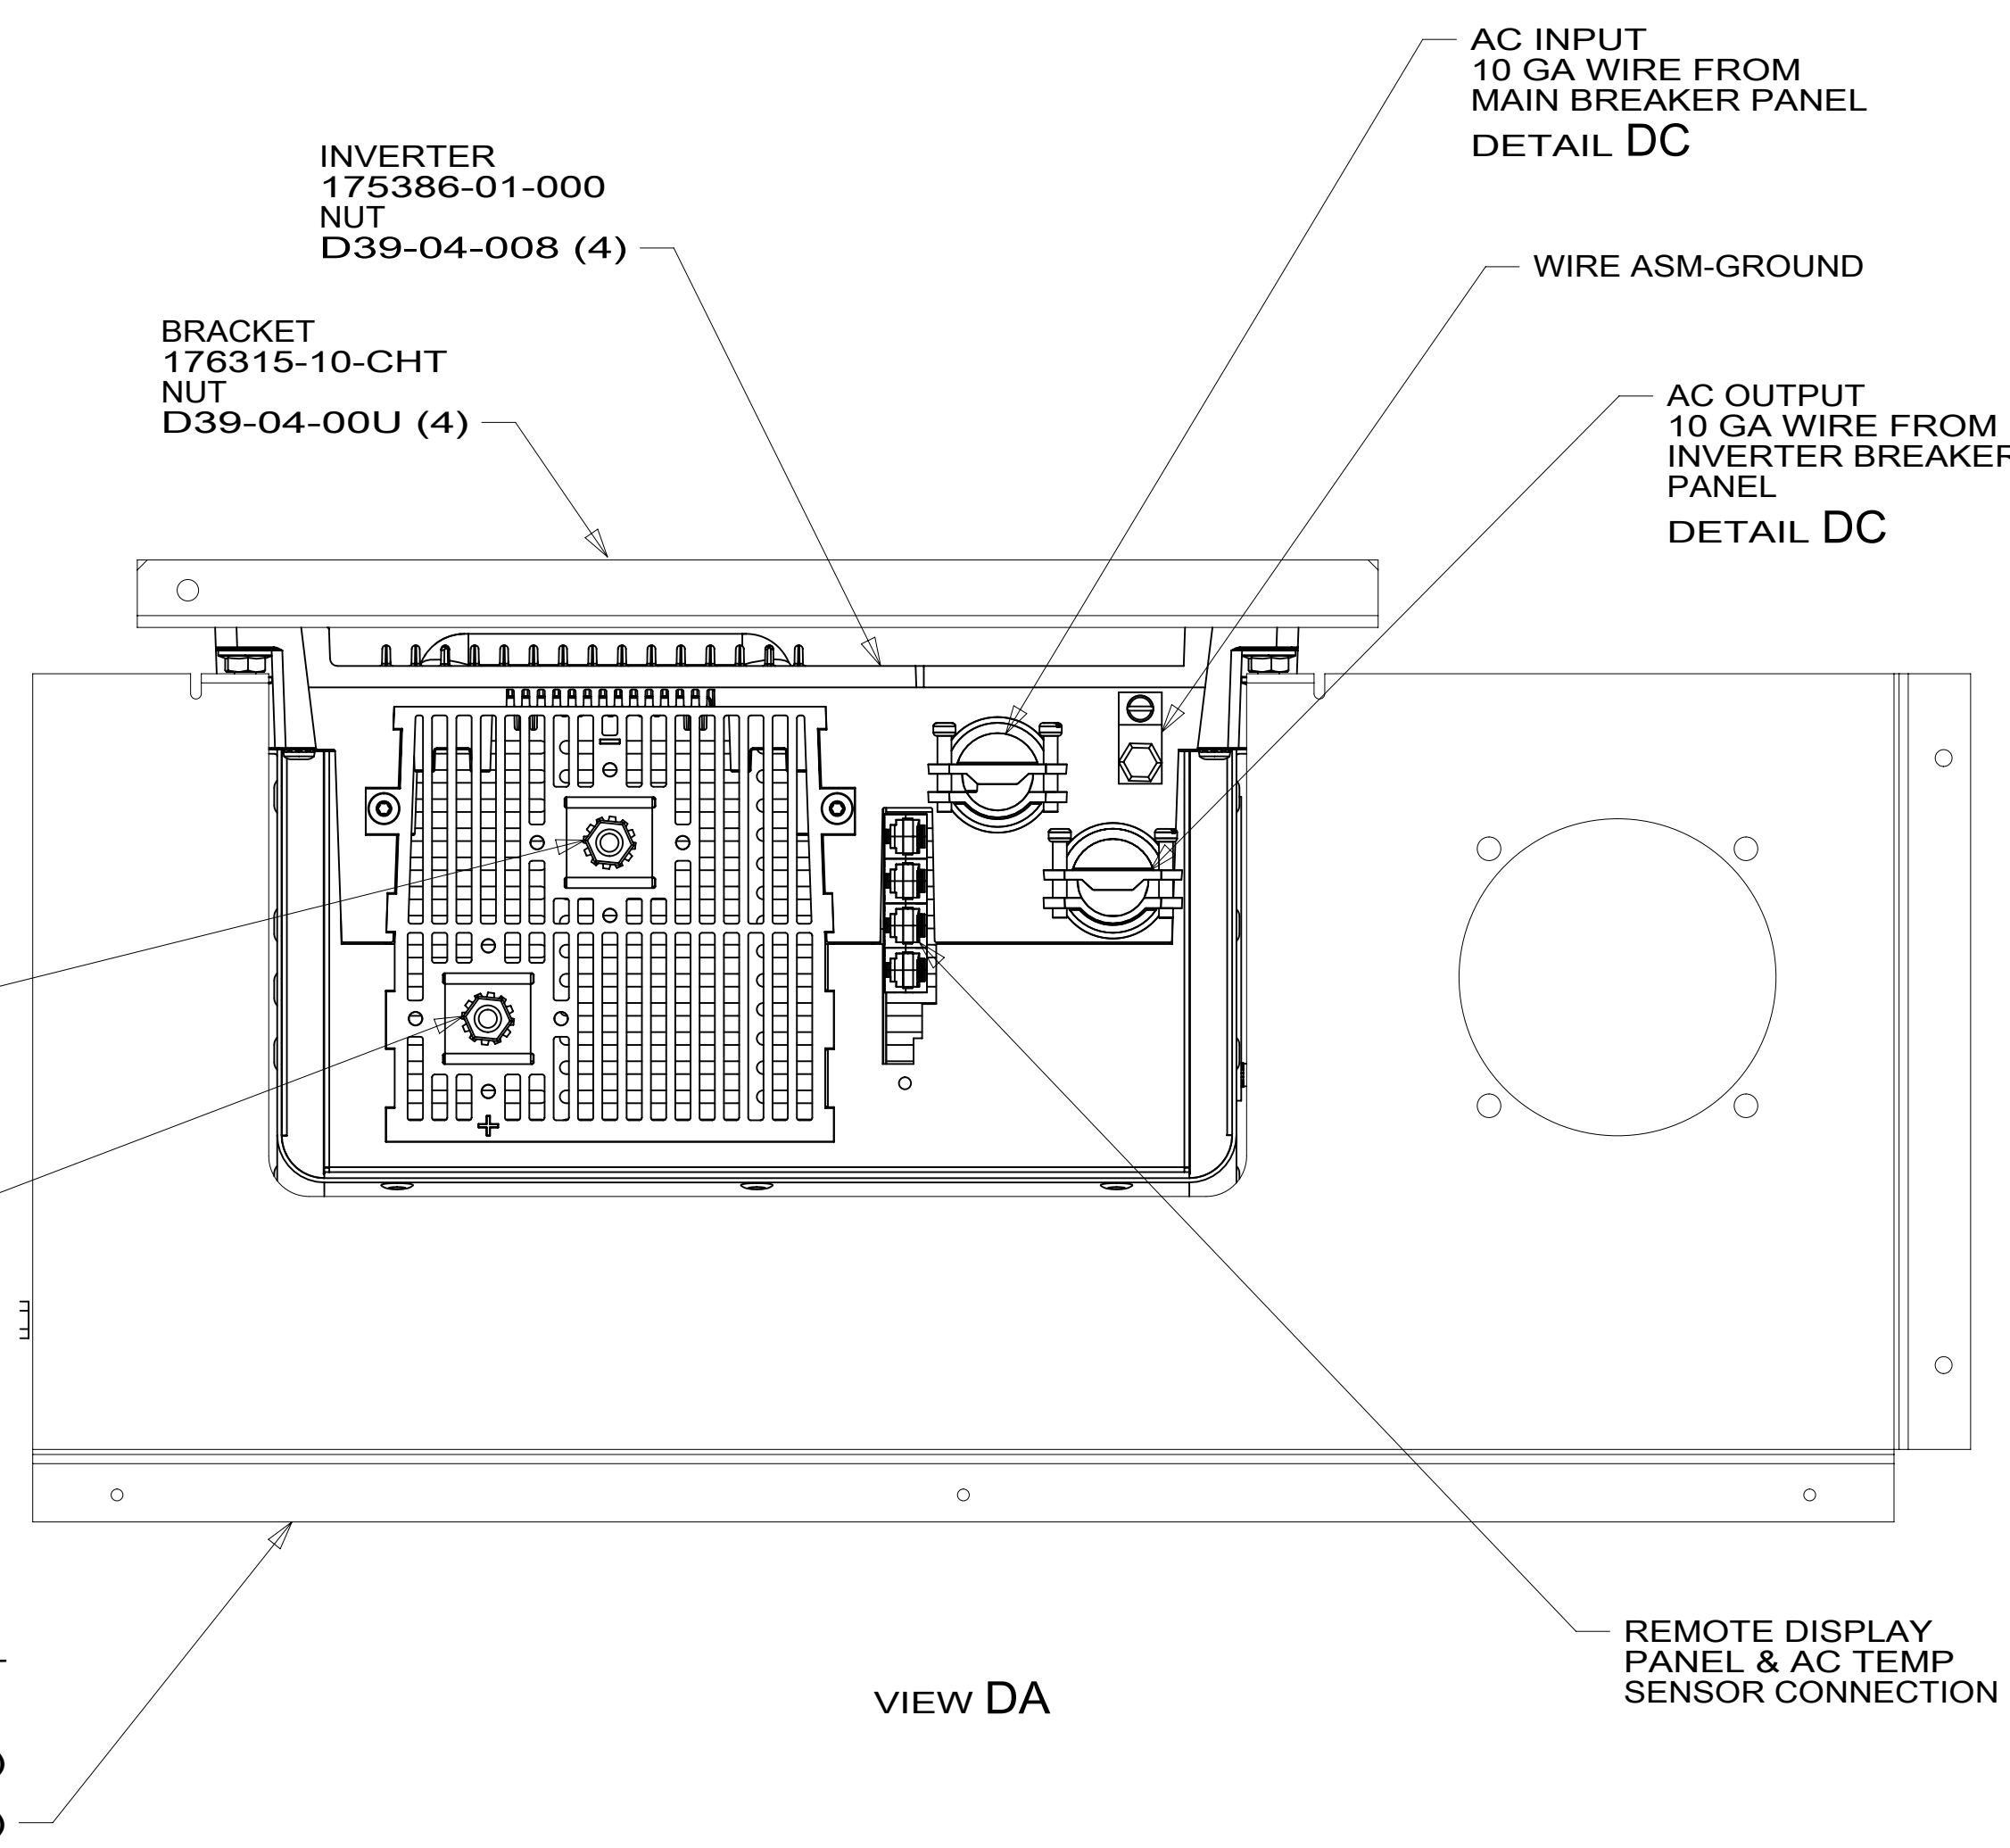 AC INPUT
10 GA WIRE FROM
MAIN BREAKER PANEL
DETAIL DC
INVERTER
175386-01-000
NUT
D39-04-008 (4)
WIRE ASM-GROUND
BRACKET
176315-10-CHT
NUT
D39-04-00U (4)
AC OUTPUT
10 GA WIRE FROM
INVERTER BREAKER
PANEL
DETAIL DC
REMOTE DISPLAY
PANEL & AC TEMP
SENSOR CONNECTION
VIEW DA